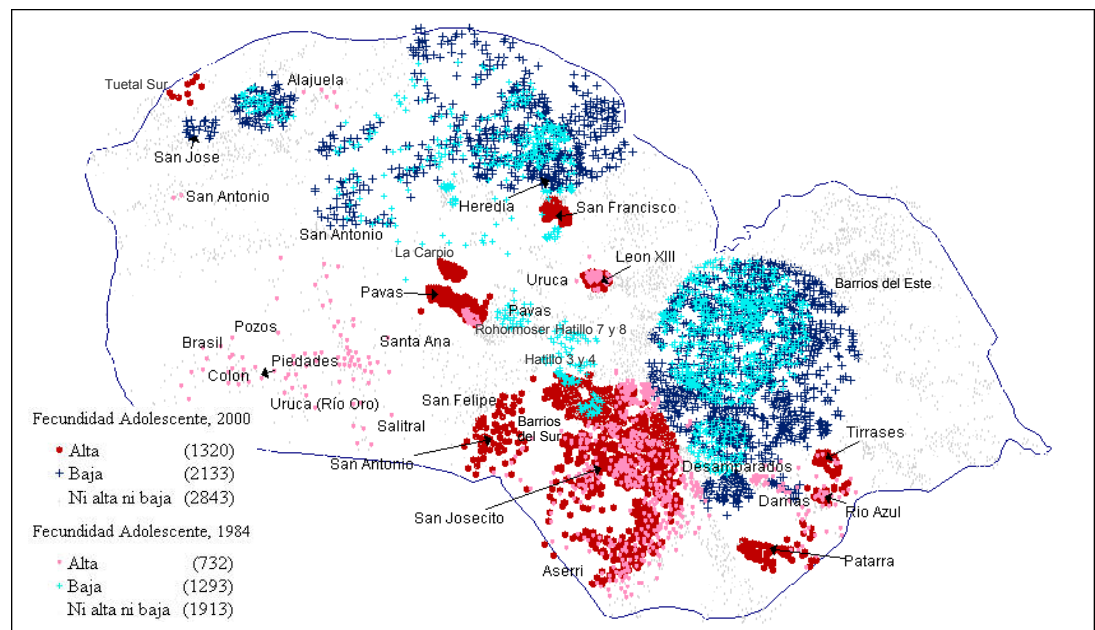 Tuetal Sur
Alajuela
San Jose
San Antonio
San Antonio
Heredia
San Francisco
La Carpio
Leon XIII
Uruca
Pavas
Barrios del Este
Pavas
Pozos
Rohormoser Hatillo 7 y 8
Brasil
Santa Ana
Piedades
Hatillo 3 y 4
Colon
Uruca (Río Oro)
San Felipe
Salitral
Barrios
del Sur
Tirrases
San Antonio
Desamparados
Damas
Rio Azul
San Josecito
Aserri
Patarra
Fecundidad Adolescente, 2000
Alta (1320)
Baja (2133)
Ni alta ni baja (2843)
Fecundidad Adolescente, 1984
Alta (732)
Baja (1293)
Ni alta ni baja (1913)